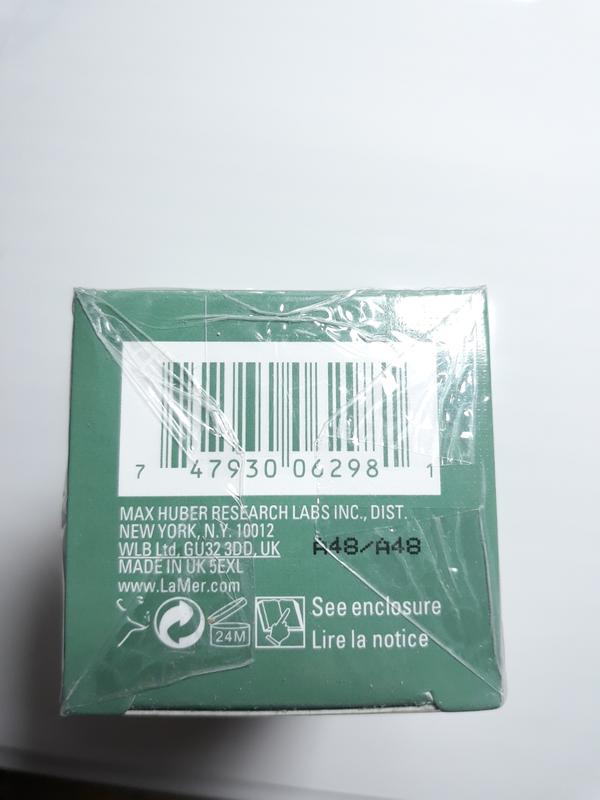 7 47930 06298 1
MAX HUBER RESEARCH LABS INC., DIST.
NEW YORK, N.Y. 10012
WLB Ltd, GU32 3DD, UK
A48/A48
MADE IN UK 5EXL
www.LaMer.com
24M
See enclosure
Lire la notice